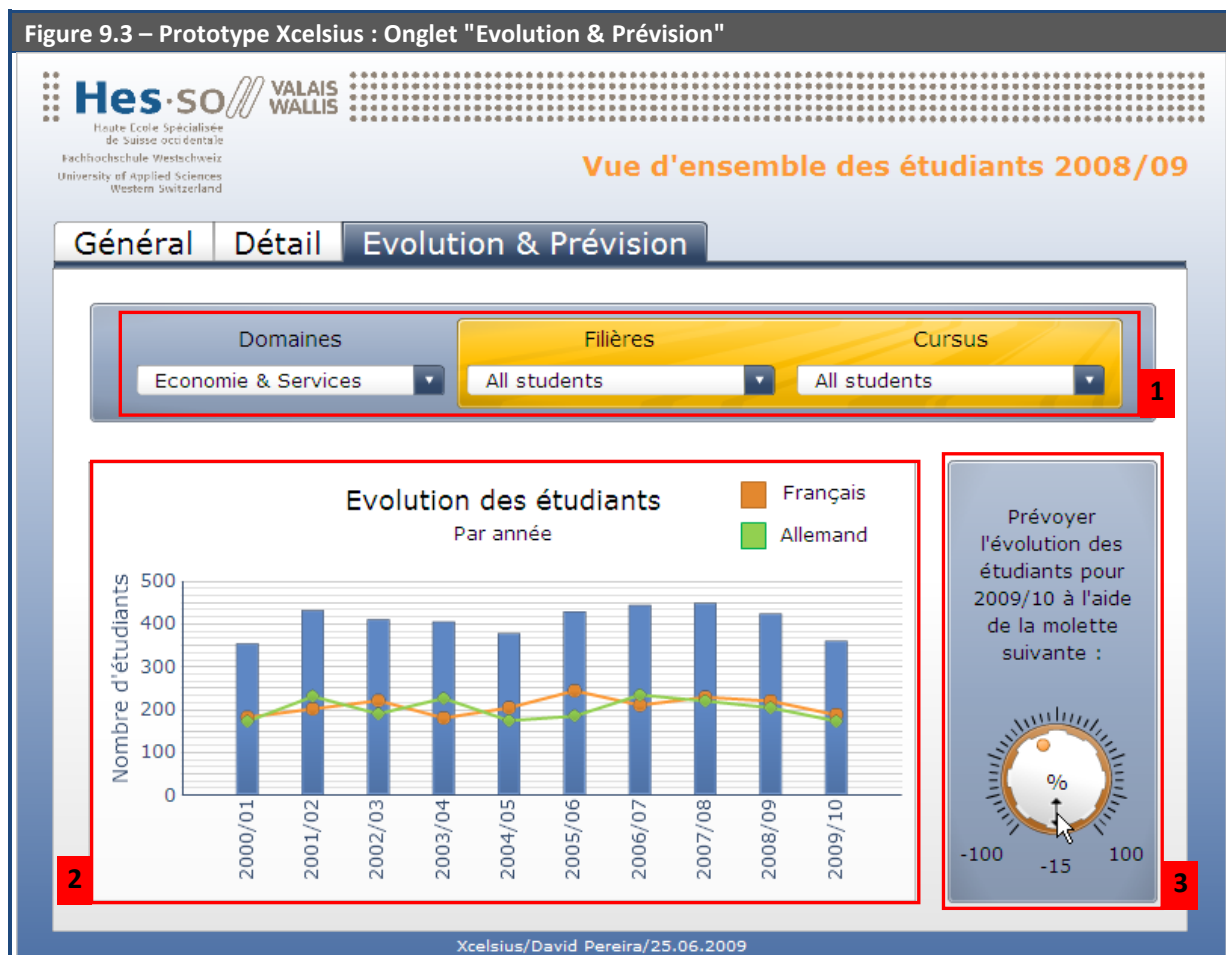 Figure 9.3 – Prototype Xcelsius : Onglet "Evolution & Prévision"
Hes·so VALAIS WALLIS
Haute Ecole Spécialisée
de Suisse occidentale
Fachhochschule Westschweiz
University of Applied Sciences
Western Switzerland
Vue d'ensemble des étudiants 2008/09
Général
Détail
Evolution & Prévision
Domaines
Filières
Cursus
Economie & Services
All students
All students
1
Evolution des étudiants
Par année
Français
Allemand
Nombre d'étudiants
500
400
300
200
100
0
2000/01
2001/02
2002/03
2003/04
2004/05
2005/06
2006/07
2007/08
2008/09
2009/10
2
Prévoyer
l'évolution des
étudiants pour
2009/10 à l'aide
de la molette
suivante :
%
-100
-15
100
3
Xcelsius/David Pereira/25.06.2009